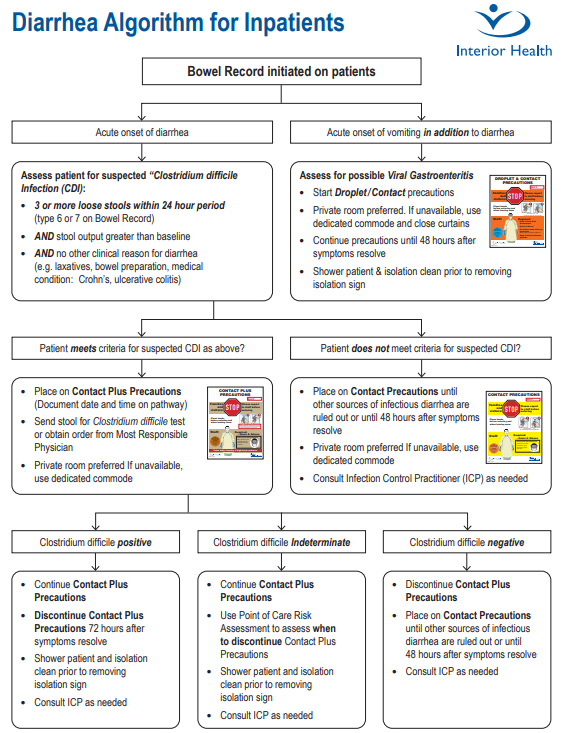 Diarrhea Algorithm for Inpatients
Interior Health
Bowel Record initiated on patients
Acute onset of diarrhea
Acute onset of vomiting in addition to diarrhea
Assess patient for suspected “Clostridium difficile
Infection (CDI):
• 3 or more loose stools within 24 hour period
(type 6 or 7 on Bowel Record)
• AND stool output greater than baseline
• AND no other clinical reason for diarrhea
(e.g. laxatives, bowel preparation, medical
condition: Crohn’s, ulcerative colitis)
Assess for possible Viral Gastroenteritis
• Start Droplet/Contact precautions
• Private room preferred. If unavailable, use
dedicated commode and close curtains
• Continue precautions until 48 hours after
symptoms resolve
• Shower patient & isolation clean prior to removing
isolation sign
DROPLET & CONTACT
PRECAUTIONS
STOP
Patient meets criteria for suspected CDI as above?
Patient does not meet criteria for suspected CDI?
• Place on Contact Plus Precautions
(Document date and time on pathway)
• Send stool for Clostridium difficile test
or obtain order from Most Responsible
Physician
• Private room preferred If unavailable,
use dedicated commode
CONTACT PLUS
PRECAUTIONS
STOP
• Place on Contact Precautions until
other sources of infectious diarrhea are
ruled out or until 48 hours after symptoms
resolve
• Private room preferred If unavailable, use
dedicated commode
• Consult Infection Control Practitioner (ICP) as needed
CONTACT PRECAUTIONS
STOP
Clostridium difficile positive
Clostridium difficile Indeterminate
Clostridium difficile negative
• Continue Contact Plus
Precautions
• Discontinue Contact Plus
Precautions 72 hours after
symptoms resolve
• Shower patient and isolation
clean prior to removing
isolation sign
• Consult ICP as needed
• Continue Contact Plus
Precautions
• Use Point of Care Risk
Assessment to assess when
to discontinue Contact Plus
Precautions
• Shower patient and isolation
clean prior to removing
isolation sign
• Consult ICP as needed
• Discontinue Contact Plus
Precautions
• Place on Contact Precautions
until other sources of infectious
diarrhea are ruled out or until
48 hours after symptoms resolve
• Consult ICP as needed